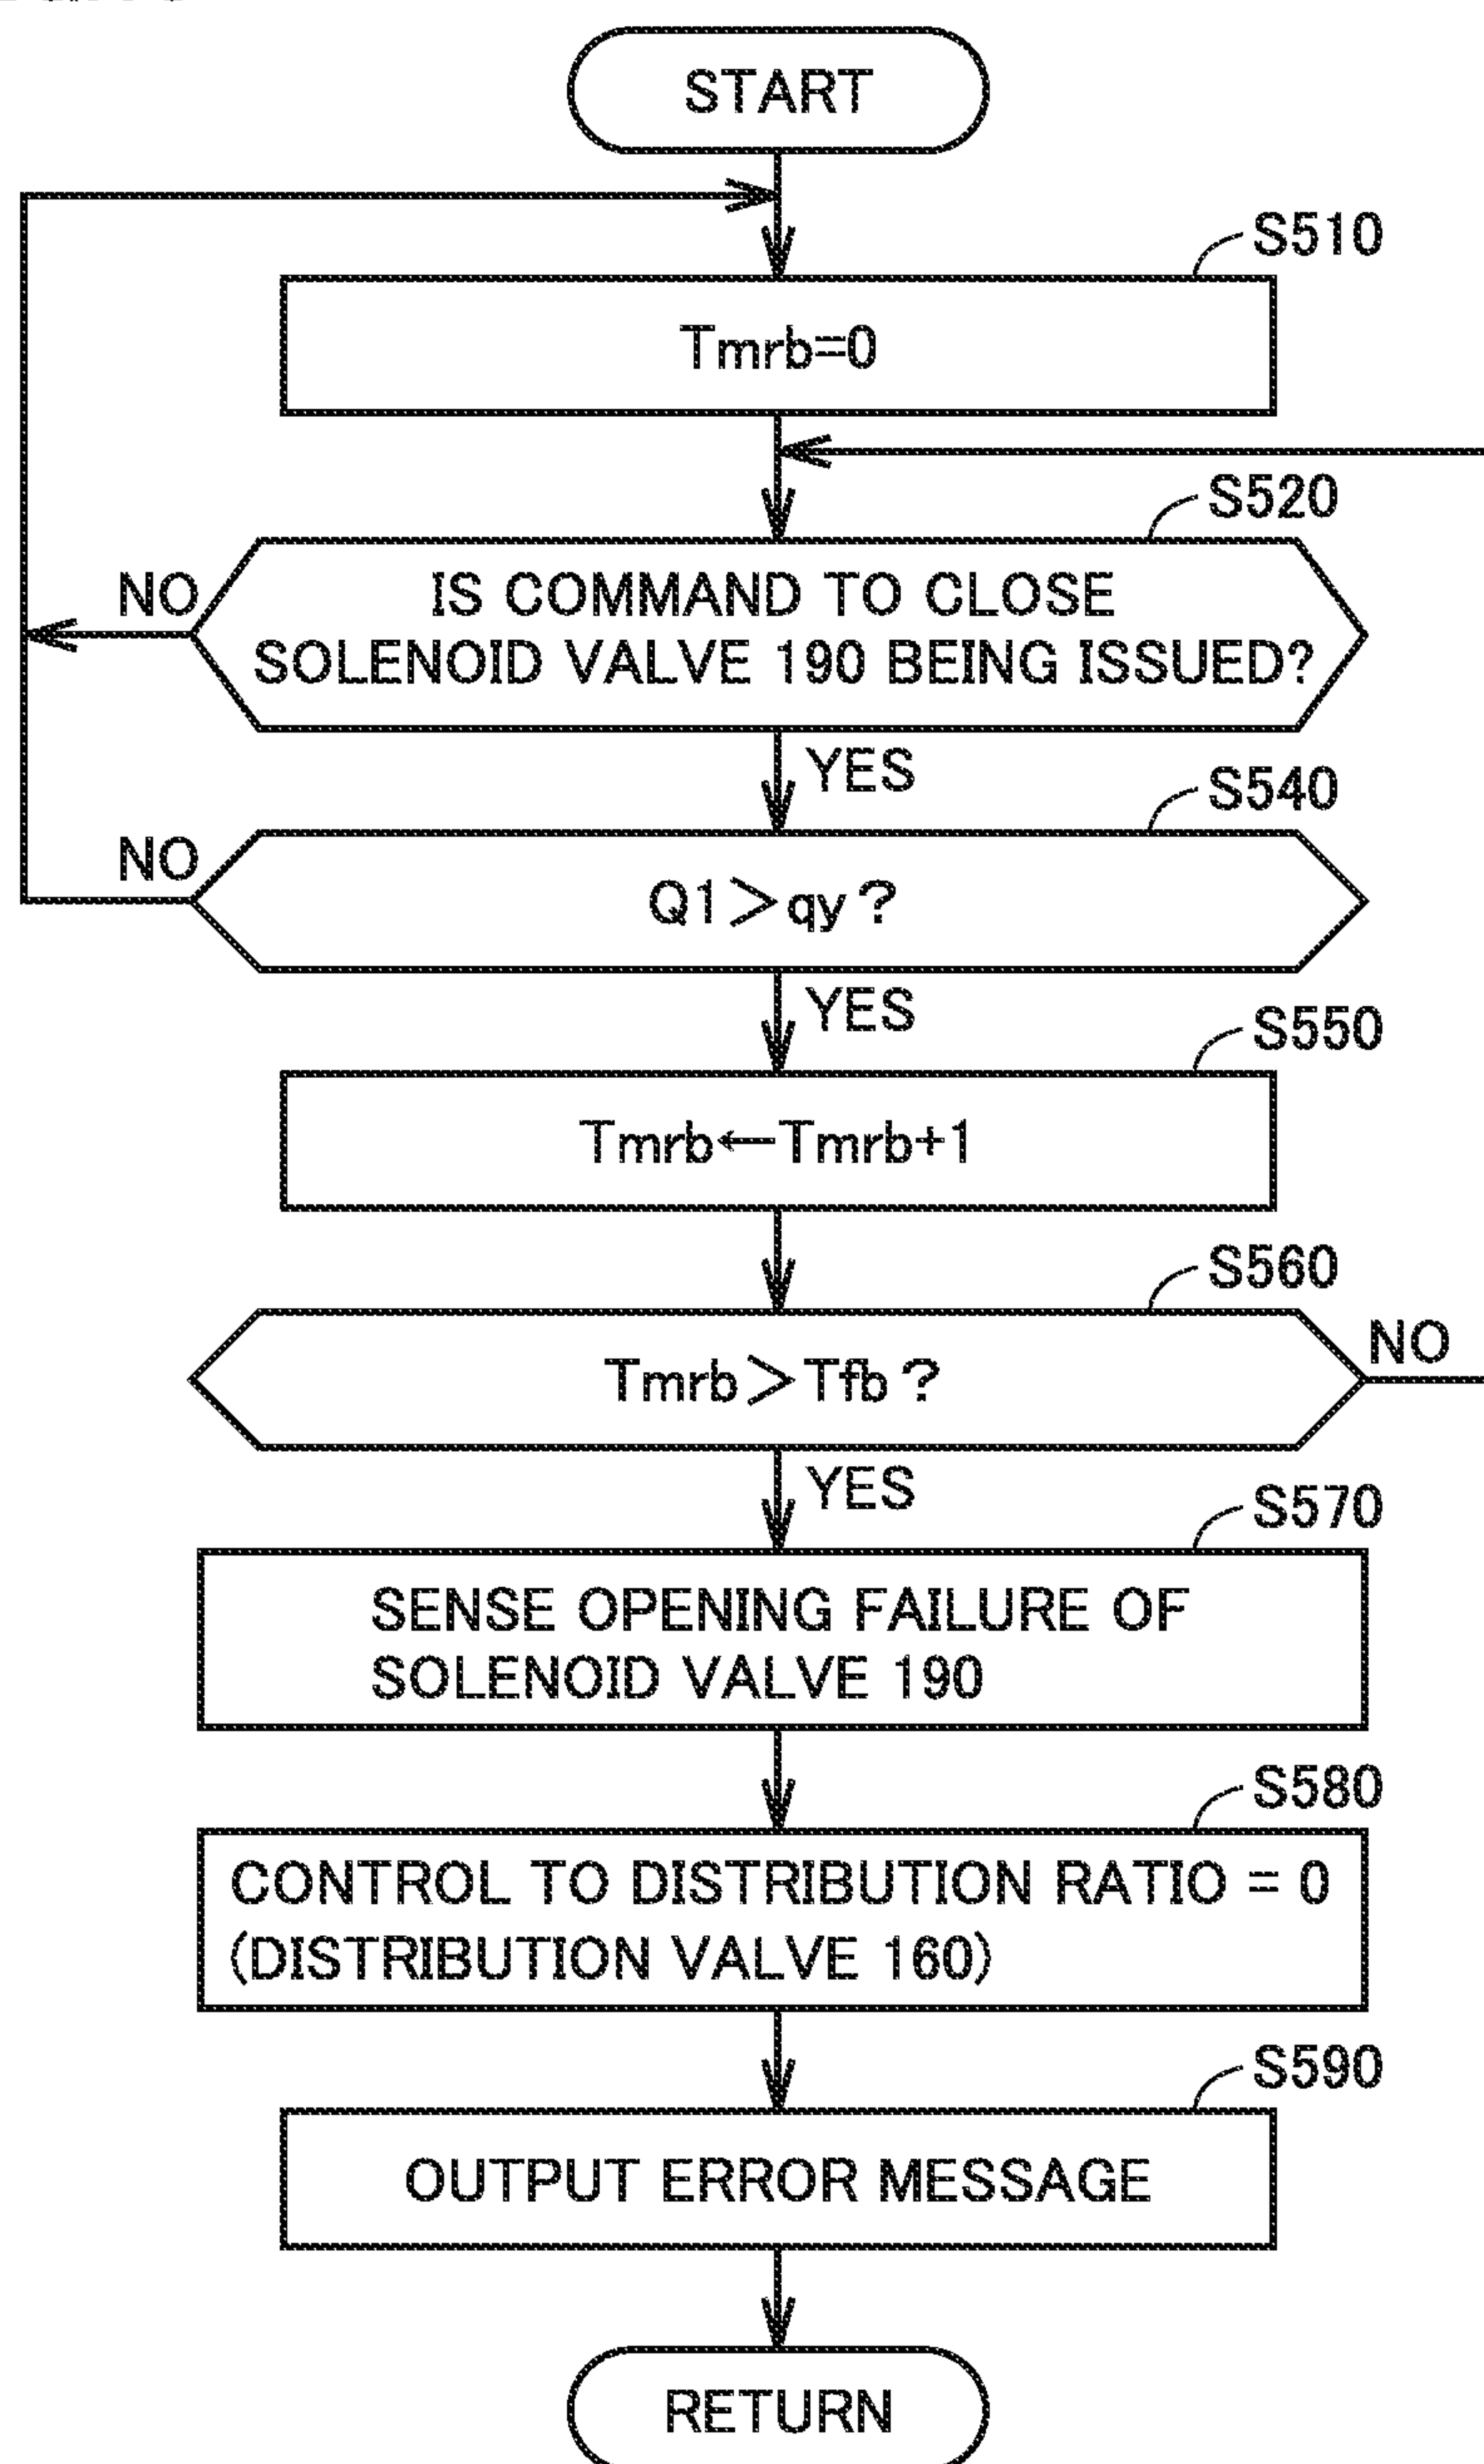 START
S510
Tmrb=0
S520
NO
IS COMMAND TO CLOSE
SOLENOID VALVE 190 BEING ISSUED?
YES
S540
NO
Q1>qy?
YES
S550
Tmrb←Tmrb+1
S560
NO
Tmrb>Tfb?
YES
S570
SENSE OPENING FAILURE OF
SOLENOID VALVE 190
S580
CONTROL TO DISTRIBUTION RATIO = 0
(DISTRIBUTION VALVE 160)
S590
OUTPUT ERROR MESSAGE
RETURN